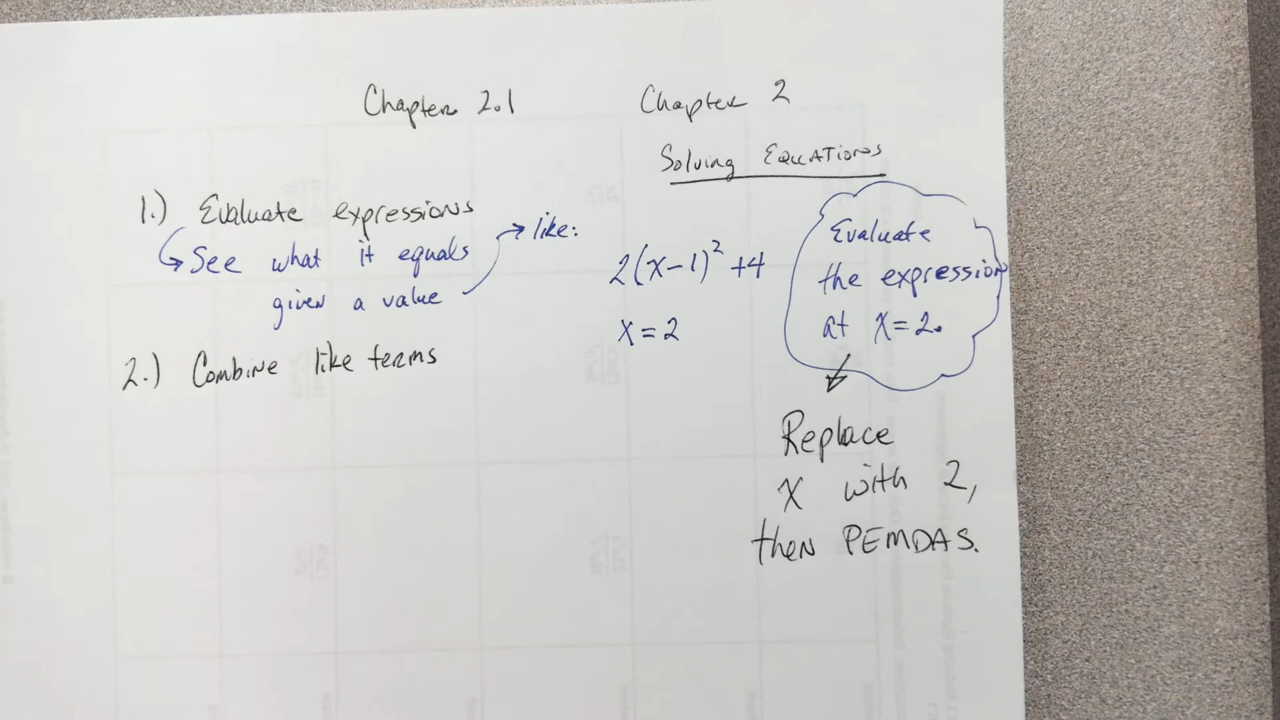 Chapter 2.1
Chapter 2
Solving Equations
1.) Evaluate expressions
See what it equals
given a value
like:
2(x-1)² +4
x=2
Evaluate
the expression
at x=2.
2.) Combine like terms
Replace
x with 2,
then PEMDAS.